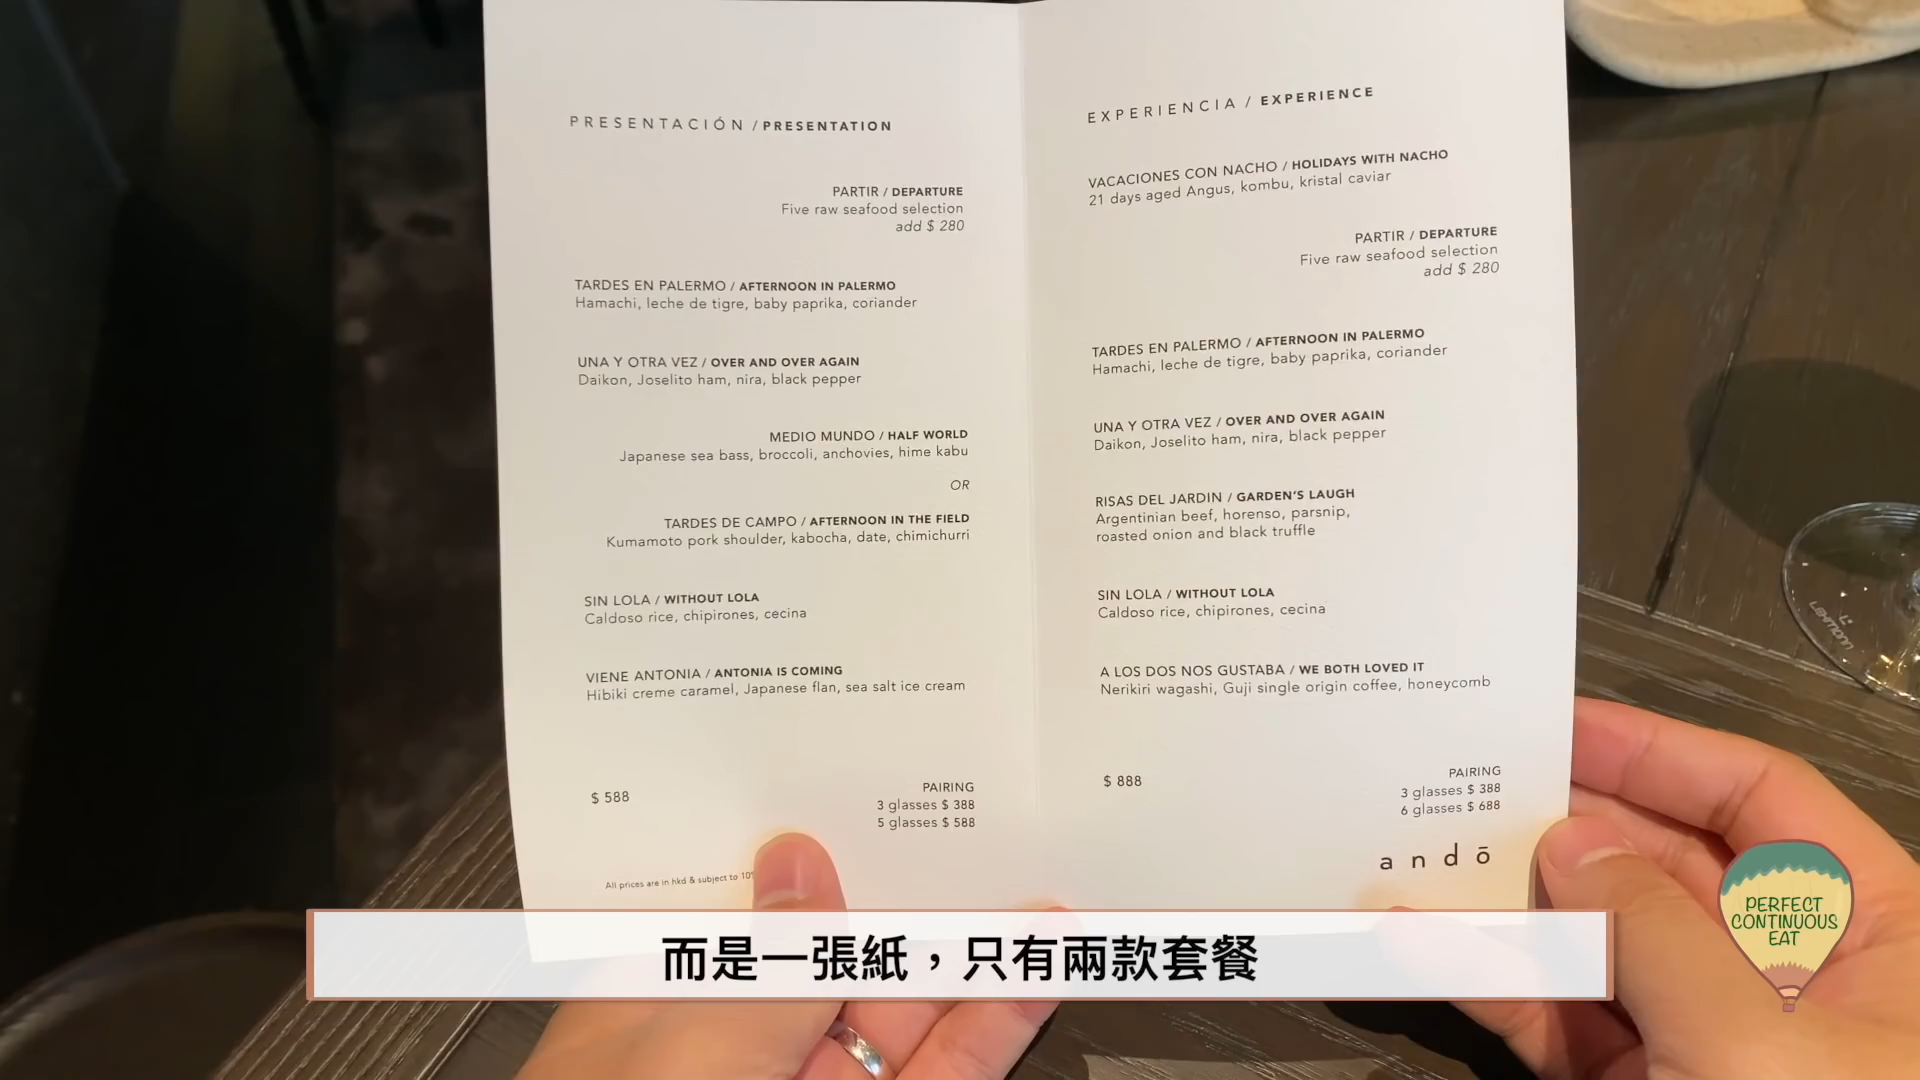 PRESENTACIÓN / PRESENTATION
PARTIR / DEPARTURE
Five raw seafood selection
add $ 280
TARDES EN PALERMO / AFTERNOON IN PALERMO
Hamachi, leche de tigre, baby paprika, coriander
UNA Y OTRA VEZ / OVER AND OVER AGAIN
Daikon, Joselito ham, nira, black pepper
MEDIO MUNDO / HALF WORLD
Japanese sea bass, broccoli, anchovies, hime kabu
OR
TARDES DE CAMPO / AFTERNOON IN THE FIELD
Kumamoto pork shoulder, kabocha, date, chimichurri
SIN LOLA / WITHOUT LOLA
Caldoso rice, chipirones, cecina
VIENE ANTONIA / ANTONIA IS COMING
Hibiki creme caramel, Japanese flan, sea salt ice cream
$ 588
PAIRING
3 glasses $ 388
5 glasses $ 588
All prices are in hkd & subject to
EXPERIENCIA / EXPERIENCE
VACACIONES CON NACHO / HOLIDAYS WITH NACHO
21 days aged Angus, kombu, kristal caviar
PARTIR / DEPARTURE
Five raw seafood selection
add $ 280
TARDES EN PALERMO / AFTERNOON IN PALERMO
Hamachi, leche de tigre, baby paprika, coriander
UNA Y OTRA VEZ / OVER AND OVER AGAIN
Daikon, Joselito ham, nira, black pepper
RISAS DEL JARDIN / GARDEN'S LAUGH
Argentinian beef, horenso, parsnip,
roasted onion and black truffle
SIN LOLA / WITHOUT LOLA
Caldoso rice, chipirones, cecina
A LOS DOS NOS GUSTABA / WE BOTH LOVED IT
Nerikiri wagashi, Guji single origin coffee, honeycomb
$ 888
PAIRING
3 glasses $ 388
6 glasses $ 688
andō
Lehmann
而是一張紙，只有兩款套餐
PERFECT
CONTINUOUS
EAT